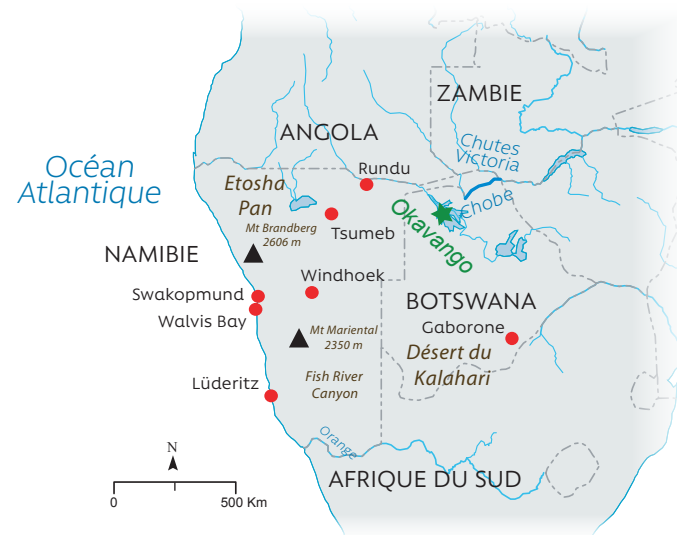 ZAMBIE
ANGOLA
Chutes
Victoria
Océan
Atlantique
Rundu
Etosha
Pan
Chobe
Okavango
Mt Brandberg
2606 m
Tsumeb
NAMIBIE
Windhoek
Swakopmund
BOTSWANA
Walvis Bay
Gaborone
Mt Mariental
2350 m
Désert du
Kalahari
Fish River
Canyon
Lüderitz
Orange
N
AFRIQUE DU SUD
0
500 Km